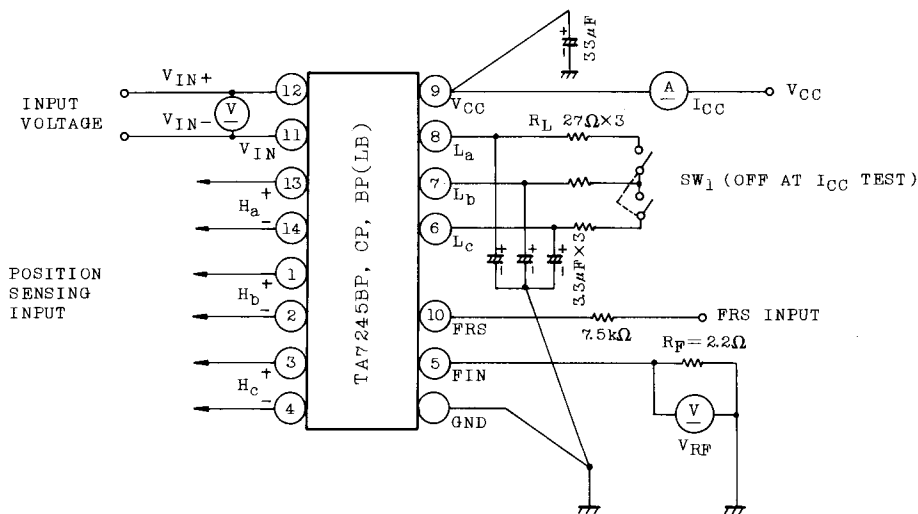 33μF
VIN+
12
9
VCC
A
ICC
VCC
INPUT
VOLTAGE
V
VIN-
11
VIN
8
La
RL 27Ω×3
13
+
Ha
-
14
7
Lb
SW1 (OFF AT ICC TEST)
6
Lc
3.3μF×3
TA7245BP, CP, BP(LB)
POSITION
SENSING
INPUT
1
+
Hb
-
2
10
FRS
7.5kΩ
FRS INPUT
3
+
Hc
-
4
5
FIN
RF=2.2Ω
V
VRF
GND